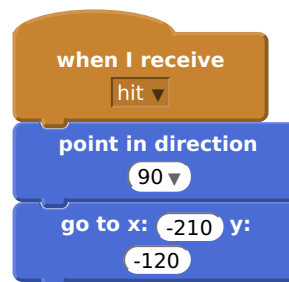 when I receive
hit ▼
point in direction
90 ▼
go to x: -210 y:
-120